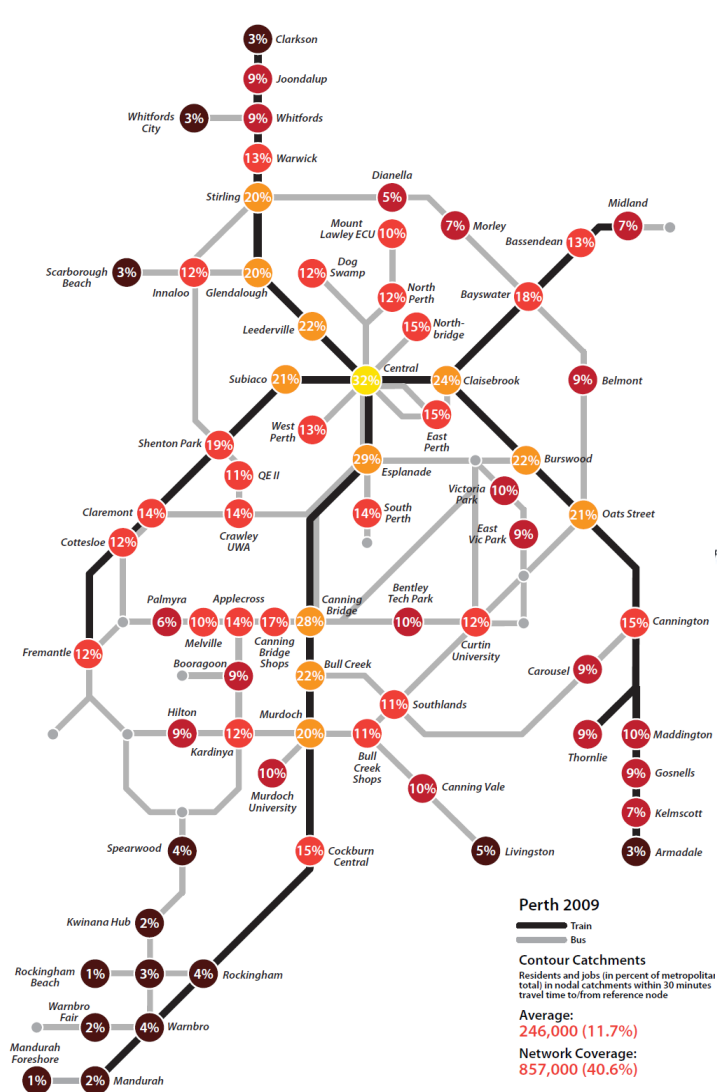 3%
Clarkson
9%
Joondalup
Whitfords
City
3%
9%
Whitfords
13%
Warwick
Dianella
Stirling
20%
5%
Midland
Mount
Lawley ECU
10%
7%
Morley
7%
Bassendean
13%
Scarborough
Beach
3%
12%
Innaloo
20%
Glendalough
Dog
Swamp
12%
12%
North
Perth
Bayswater
18%
Leederville
22%
15%
North-
bridge
Central
Subiaco
21%
32%
24%
Claisebrook
9%
Belmont
West
Perth
13%
15%
East
Perth
Shenton Park
19%
29%
Esplanade
22%
Burswood
11%
QE II
Victoria
Park
10%
Claremont
14%
14%
Crawley
UWA
14%
South
Perth
21%
Oats Street
Cottesloe
12%
East
Vic Park
9%
Palmyra
Applecross
Canning
Bridge
Bentley
Tech Park
6%
10%
14%
17%
28%
10%
12%
15%
Cannington
Melville
Canning
Bridge
Shops
Curtin
University
Fremantle
12%
Booragoon
9%
22%
Bull Creek
Carousel
9%
11%
Southlands
Hilton
Murdoch
9%
12%
20%
11%
9%
10%
Maddington
Kardinya
Bull
Creek
Shops
Thornlie
10%
Murdoch
University
10%
Canning Vale
9%
Gosnells
7%
Kelmscott
Spearwood
4%
15%
Cockburn
Central
5%
Livingston
3%
Armadale
Kwinana Hub
2%
Rockingham
Beach
1%
3%
4%
Rockingham
Warnbro
Fair
2%
4%
Warnbro
Mandurah
Foreshore
1%
2%
Mandurah
Perth 2009
Train
Bus
Contour Catchments
Residents and jobs (in percent of metropolitan
total) in nodal catchments within 30 minutes
travel time to/from reference node
Average:
246,000 (11.7%)
Network Coverage:
857,000 (40.6%)